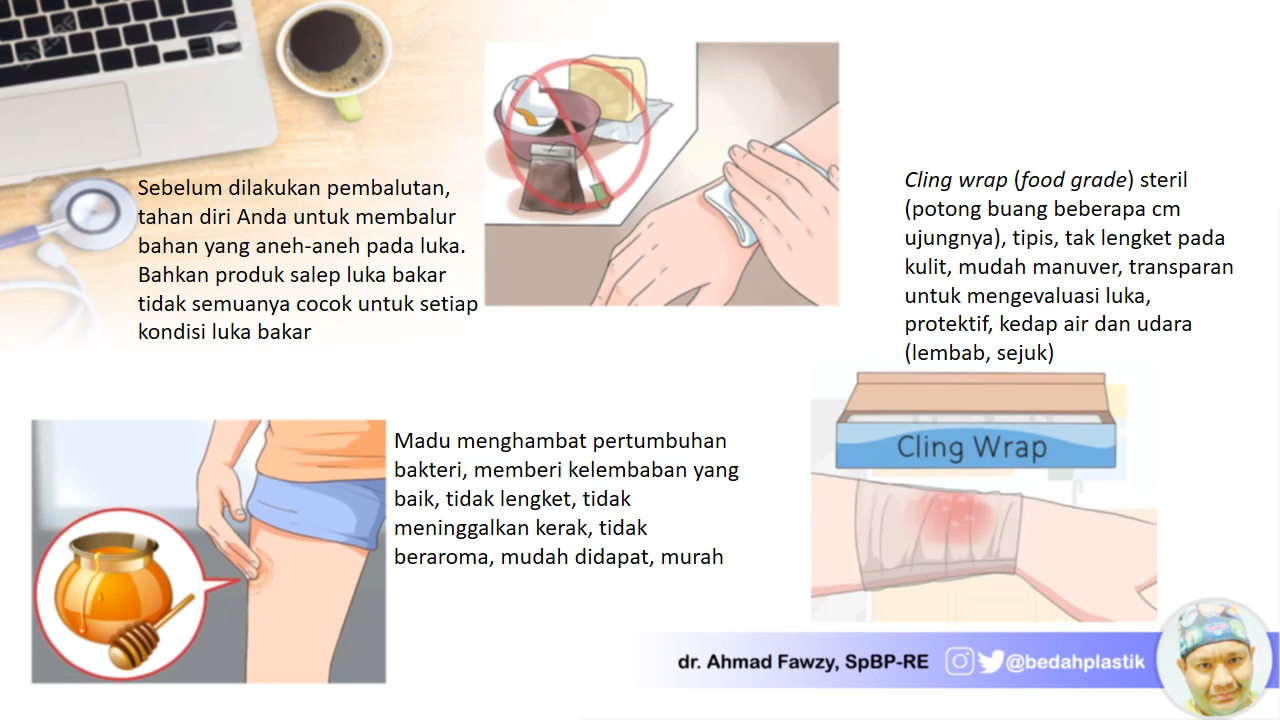 Sebelum dilakukan pembalutan,
tahan diri Anda untuk membalur
bahan yang aneh-aneh pada luka.
Bahkan produk salep luka bakar
tidak semuanya cocok untuk setiap
kondisi luka bakar
Cling wrap (food grade) steril
(potong buang beberapa cm
ujungnya), tipis, tak lengket pada
kulit, mudah manuver, transparan
untuk mengevaluasi luka,
protektif, kedap air dan udara
(lembab, sejuk)
Cling Wrap
Madu menghambat pertumbuhan
bakteri, memberi kelembaban yang
baik, tidak lengket, tidak
meninggalkan kerak, tidak
beraroma, mudah didapat, murah
dr. Ahmad Fawzy, SpBP-RE @bedahplastik